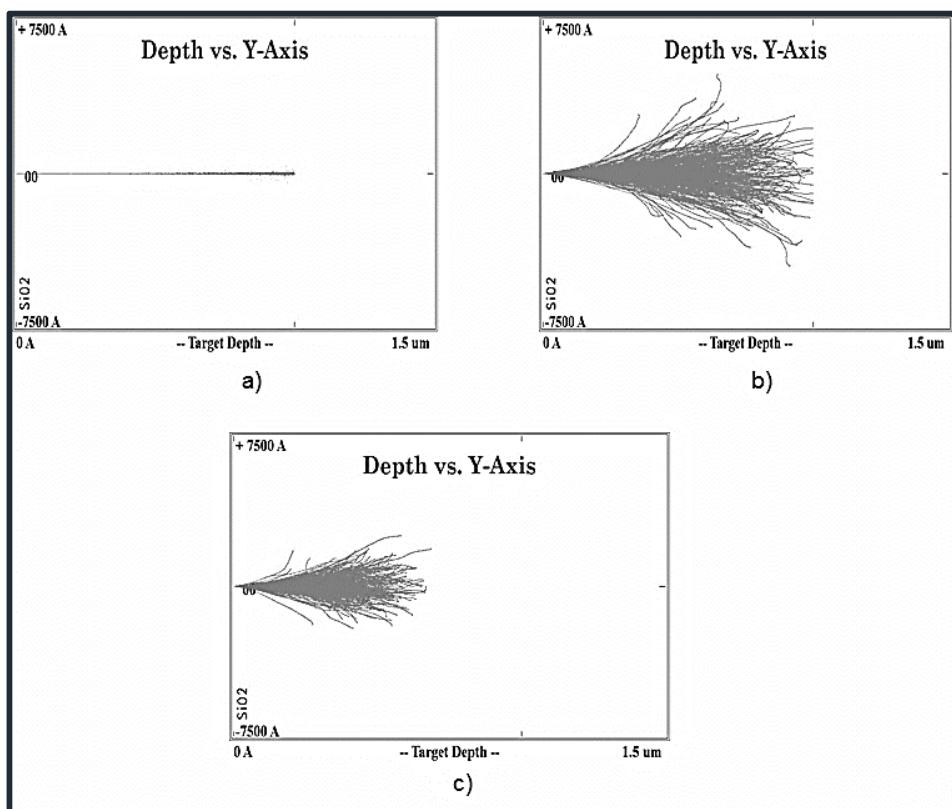 + 7500 A
Depth vs. Y-Axis
00
SiO2
-7500 A
0 A
-- Target Depth --
1.5 um
a)
+ 7500 A
Depth vs. Y-Axis
00
SiO2
-7500 A
0 A
-- Target Depth --
1.5 um
b)
+ 7500 A
Depth vs. Y-Axis
00
SiO2
-7500 A
0 A
-- Target Depth --
1.5 um
c)